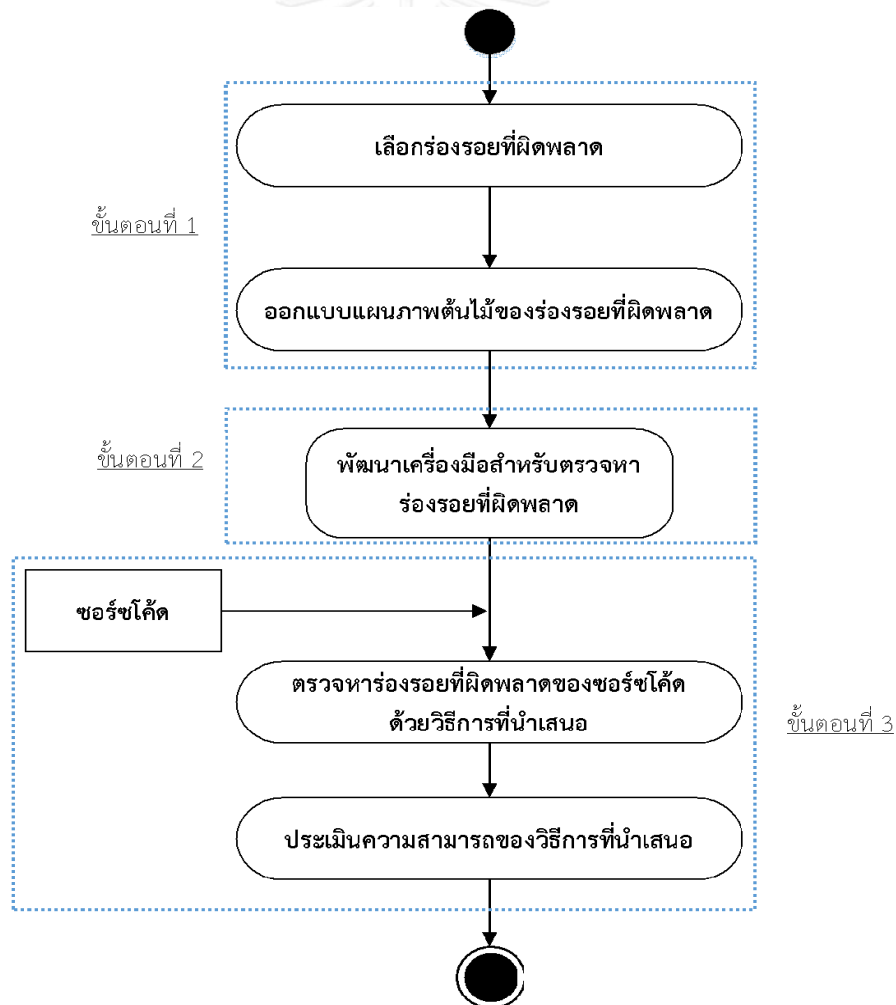 เลือกร่องรอยที่ผิดพลาด
ขั้นตอนที่ 1
ออกแบบแผนภาพต้นไม้ของร่องรอยที่ผิดพลาด
ขั้นตอนที่ 2
พัฒนาเครื่องมือสำหรับตรวจหา
ร่องรอยที่ผิดพลาด
ซอร์ซโค้ด
ตรวจหาร่องรอยที่ผิดพลาดของซอร์ซโค้ด
ด้วยวิธีการที่นำเสนอ
ขั้นตอนที่ 3
ประเมินความสามารถของวิธีการที่นำเสนอ